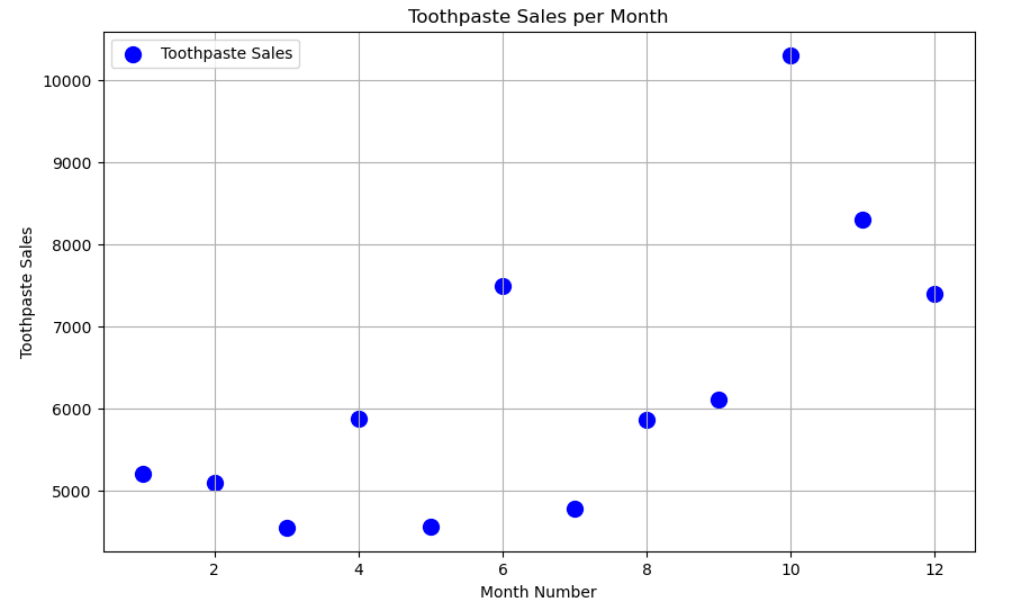 Toothpaste Sales per Month
Toothpaste Sales
10000
9000
8000
7000
6000
5000
Toothpaste Sales
2 4 6 8 10 12
Month Number